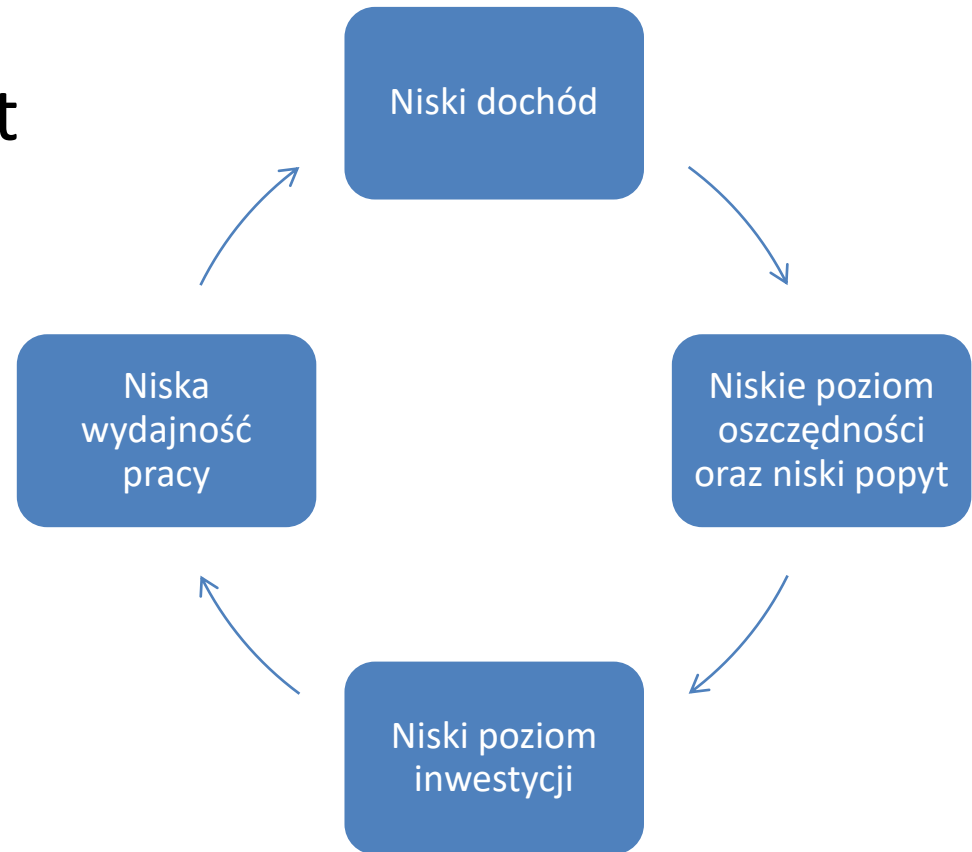 t
Niski dochód
Niskie poziom
oszczędności
oraz niski popyt
Niski poziom
inwestycji
Niska
wydajność
pracy